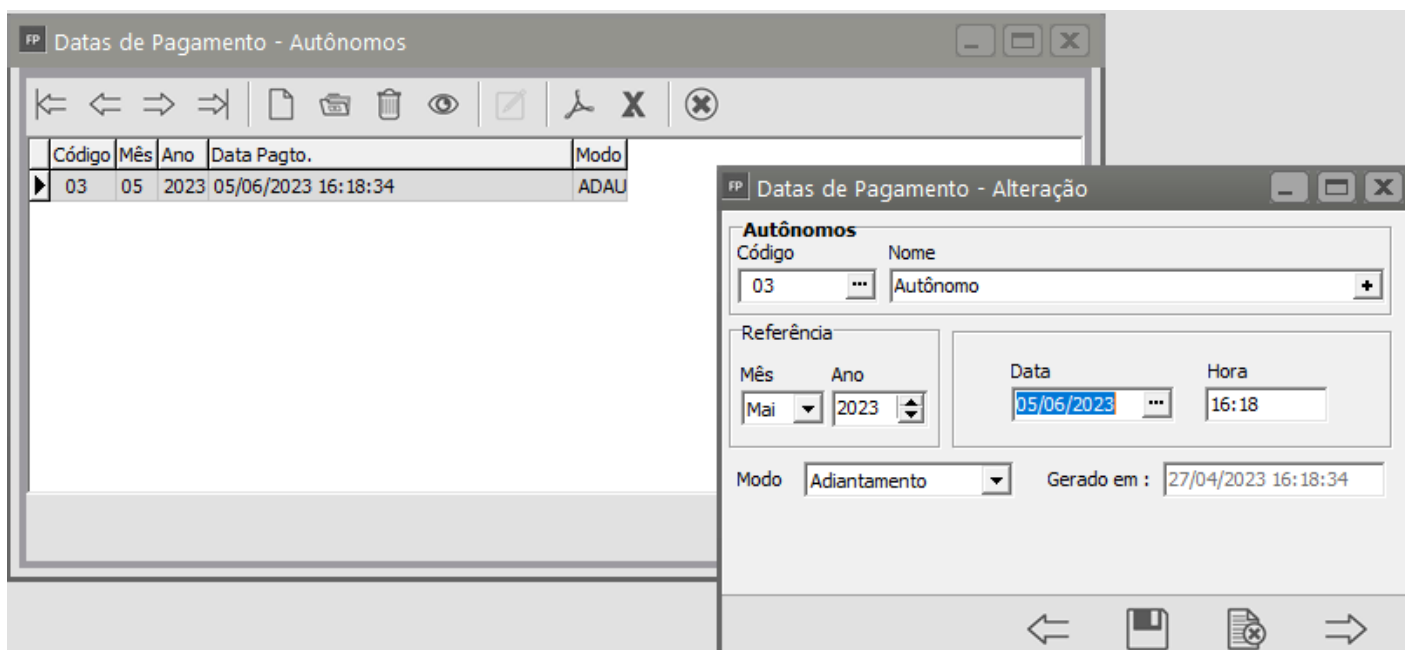 FP Datas de Pagamento - Autônomos
Código Mês Ano Data Pagto. Modo
03 05 2023 05/06/2023 16:18:34 ADAU
FP Datas de Pagamento - Alteração
Autônomos
Código Nome
03 ... Autônomo +
Referência
Mês Ano Data Hora
Mai 2023 05/06/2023 ... 16:18
Modo Adiantamento Gerado em : 27/04/2023 16:18:34